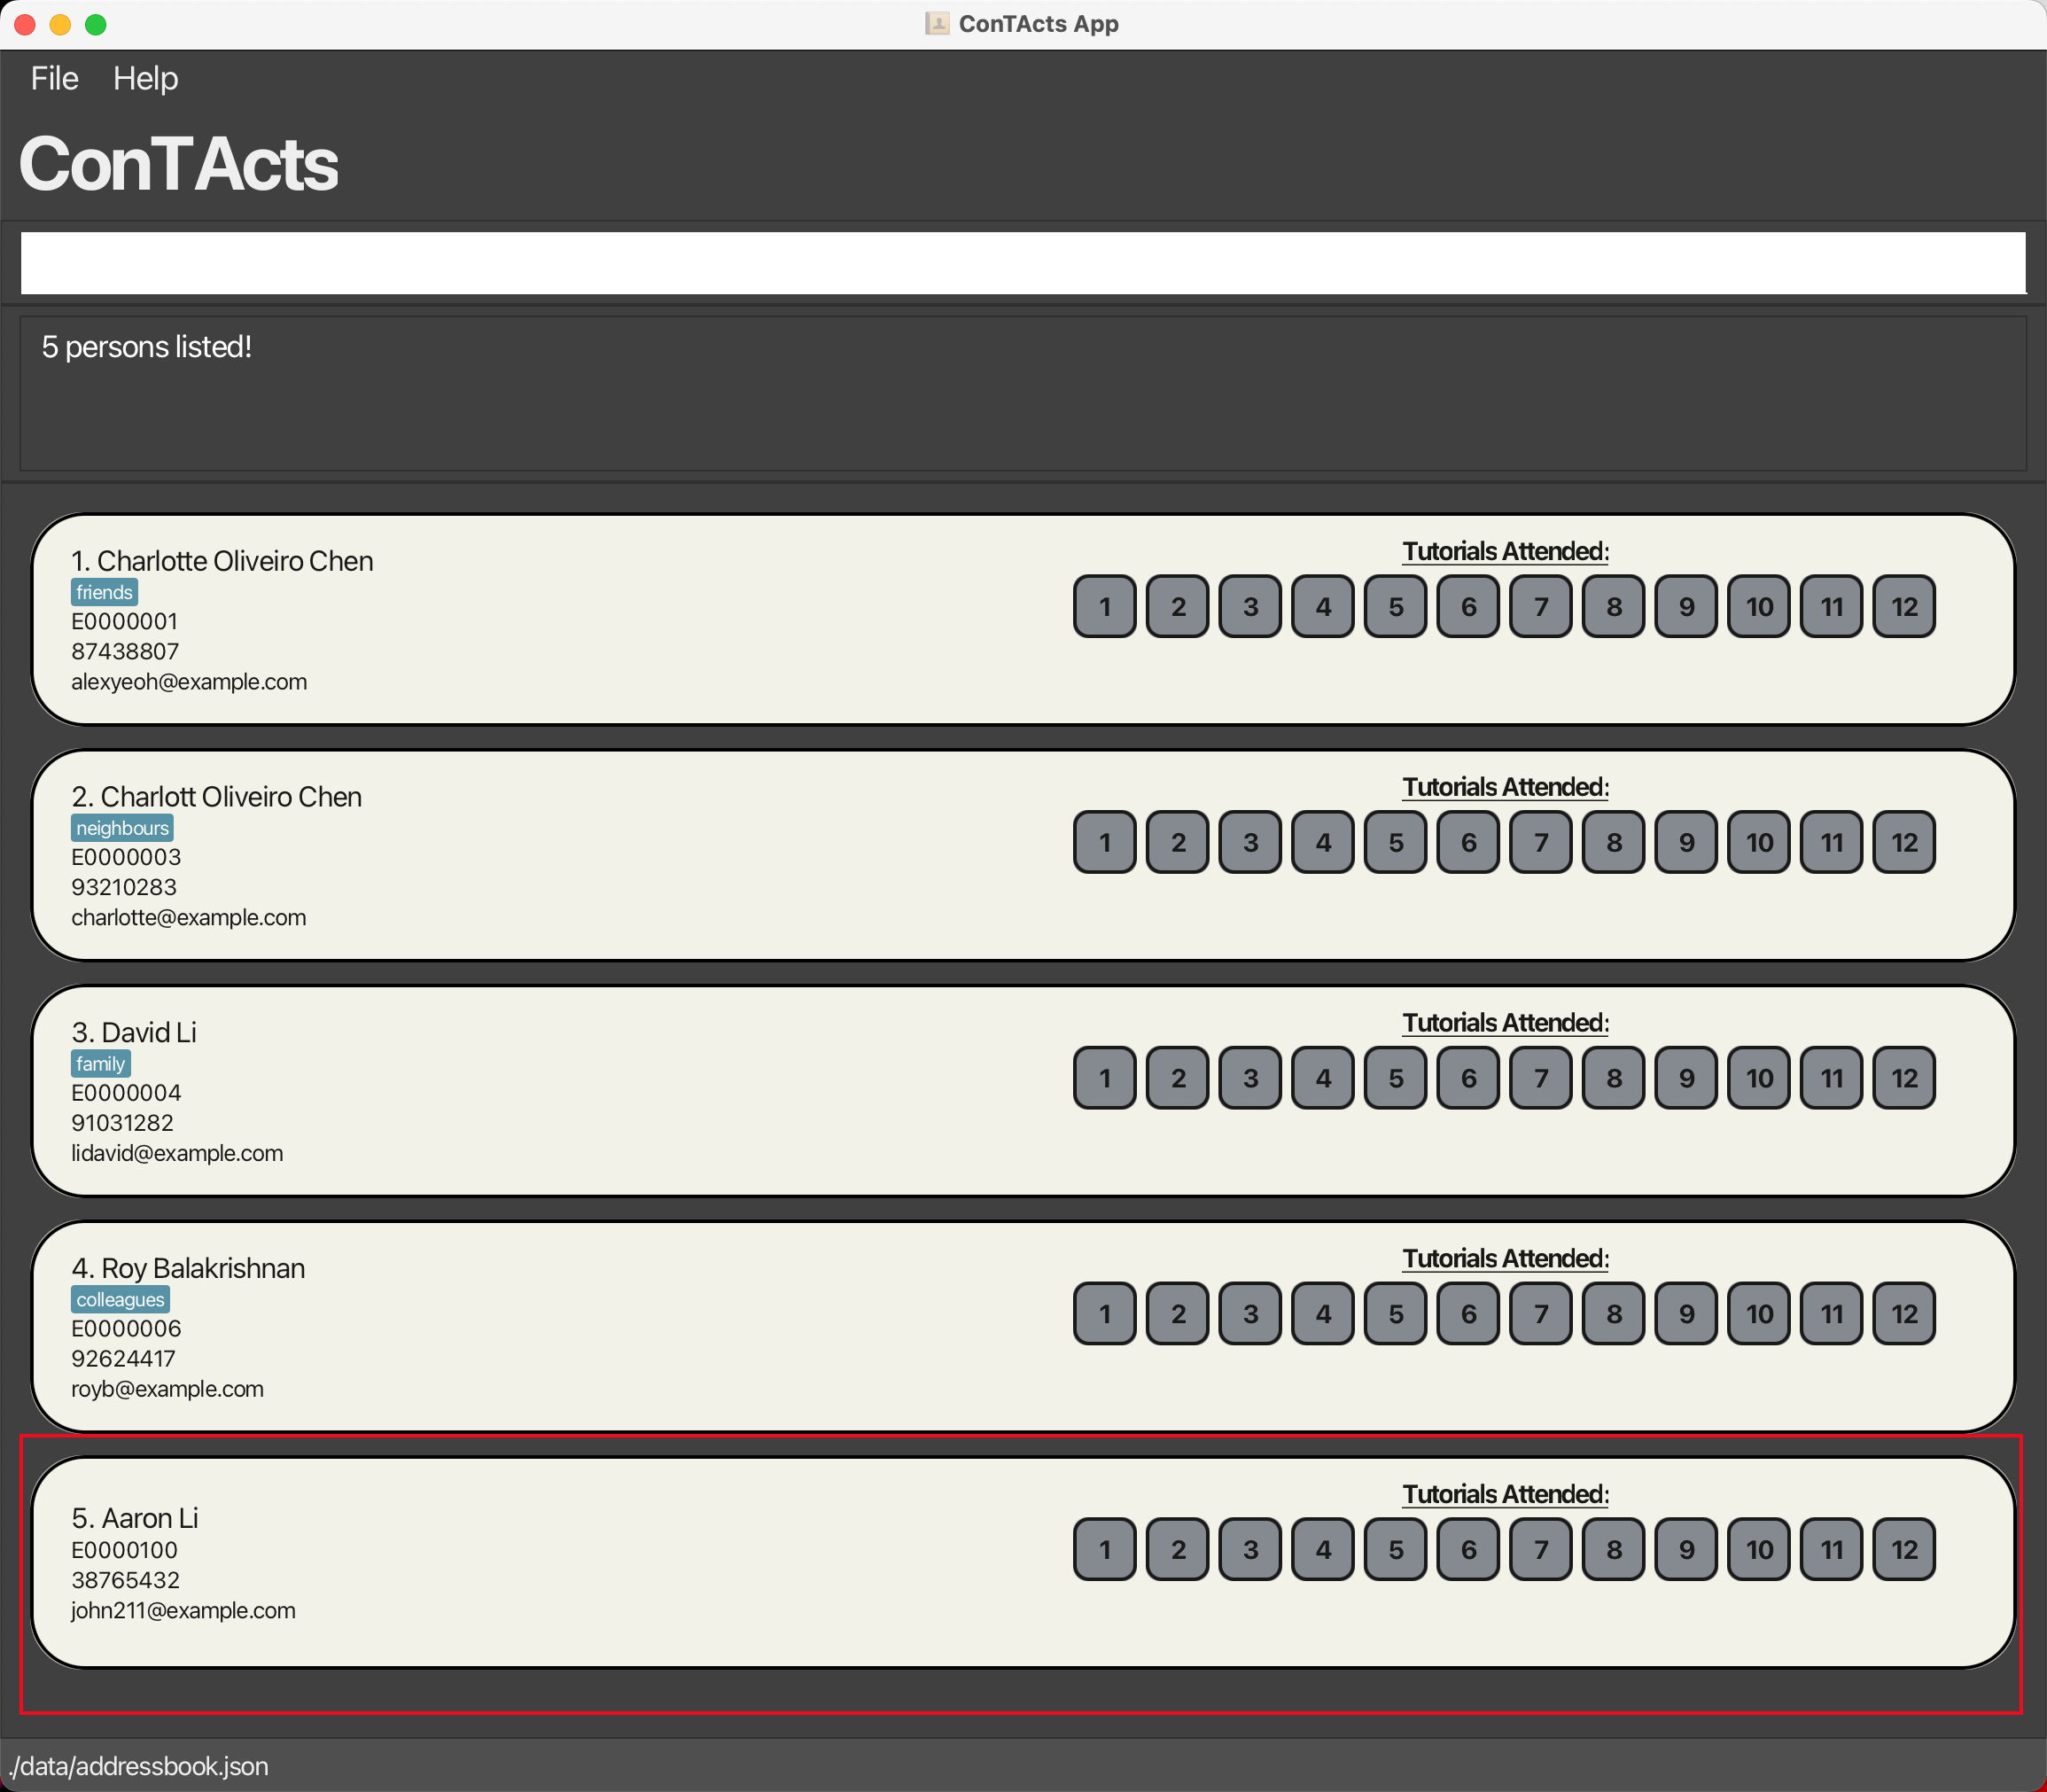 ConTActs App
File Help
ConTActs
5 persons listed!
1. Charlotte Oliveiro Chen
friends
E0000001
87438807
alexyeoh@example.com
Tutorials Attended:
1 2 3 4 5 6 7 8 9 10 11 12
2. Charlott Oliveiro Chen
neighbours
E0000003
93210283
charlotte@example.com
Tutorials Attended:
1 2 3 4 5 6 7 8 9 10 11 12
3. David Li
family
E0000004
91031282
lidavid@example.com
Tutorials Attended:
1 2 3 4 5 6 7 8 9 10 11 12
4. Roy Balakrishnan
colleagues
E0000006
92624417
royb@example.com
Tutorials Attended:
1 2 3 4 5 6 7 8 9 10 11 12
5. Aaron Li
E0000100
38765432
john211@example.com
Tutorials Attended:
1 2 3 4 5 6 7 8 9 10 11 12
./data/addressbook.json